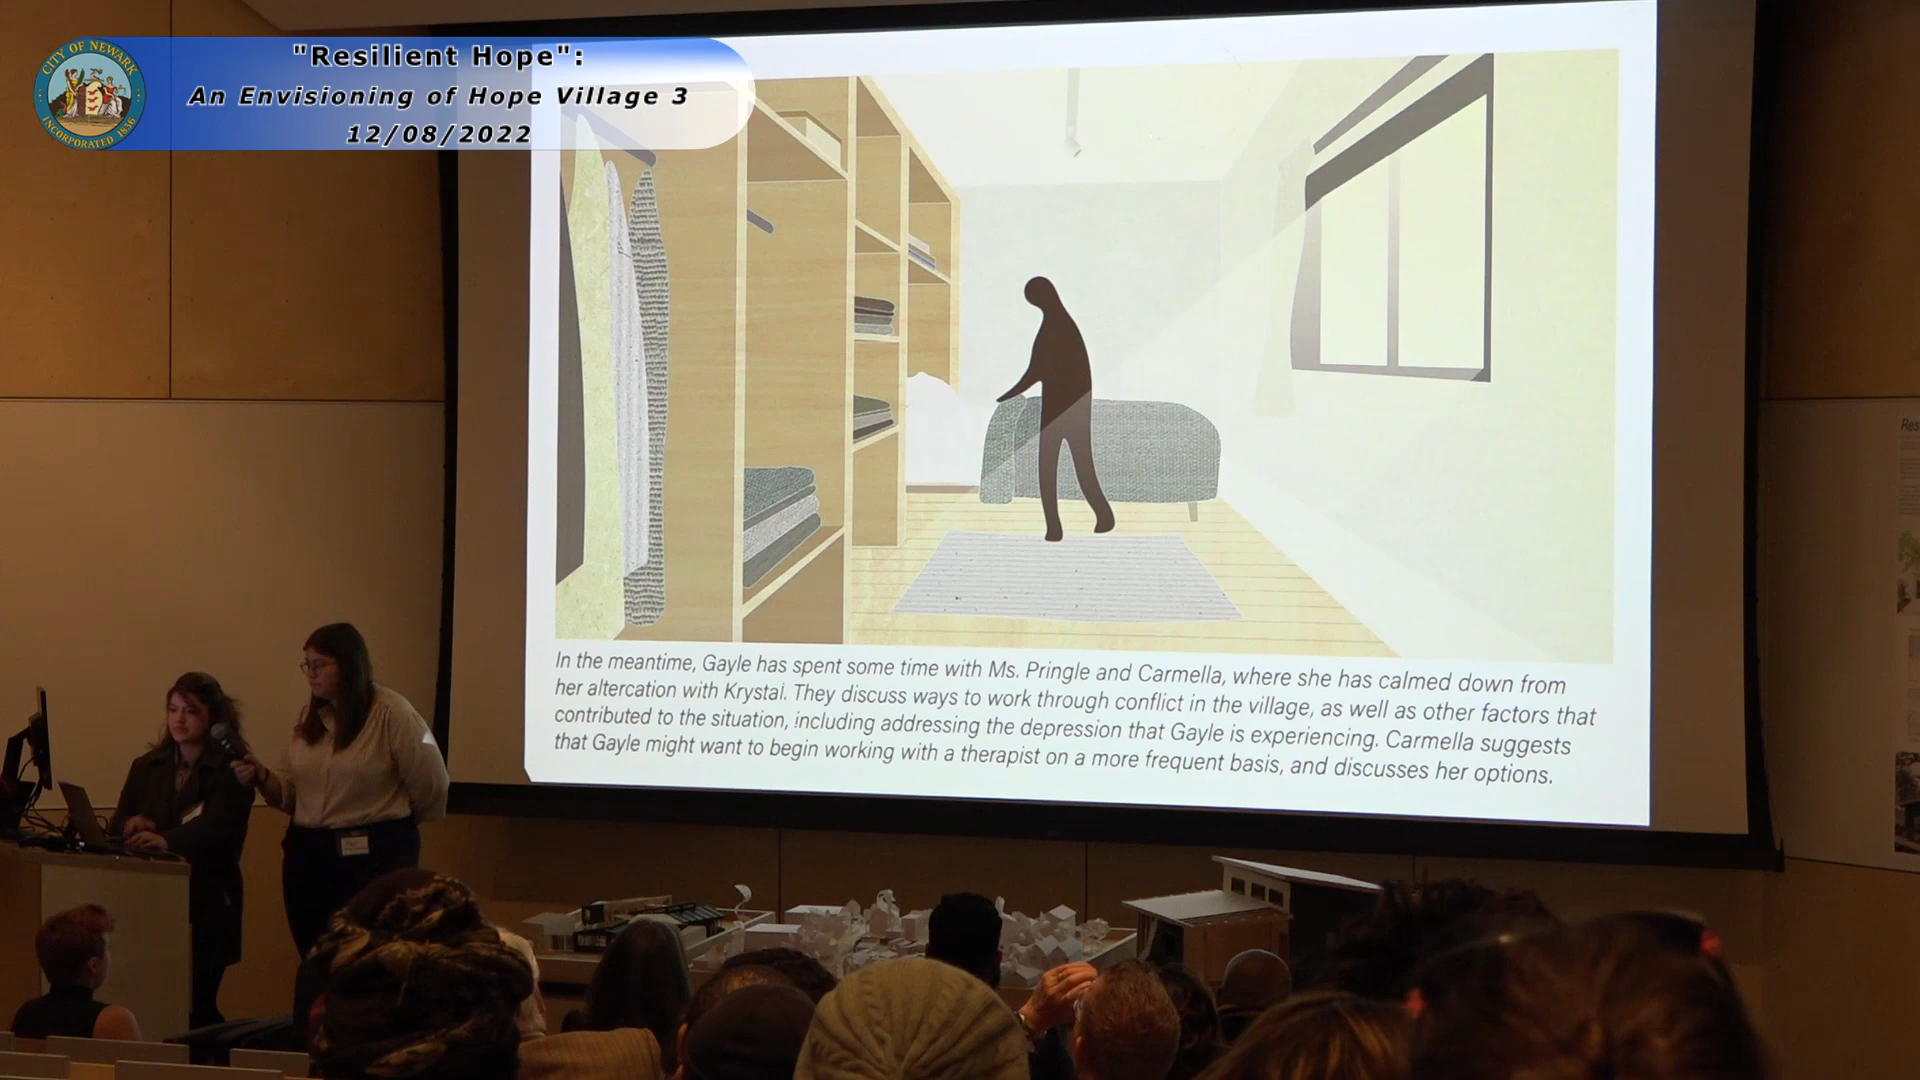 CITY OF NEWARK
INCORPORATED 1836
"Resilient Hope":
An Envisioning of Hope Village 3
12/08/2022
In the meantime, Gayle has spent some time with Ms. Pringle and Carmella, where she has calmed down from
her altercation with Krystal. They discuss ways to work through conflict in the village, as well as other factors that
contributed to the situation, including addressing the depression that Gayle is experiencing. Carmella suggests
that Gayle might want to begin working with a therapist on a more frequent basis, and discusses her options.
Res